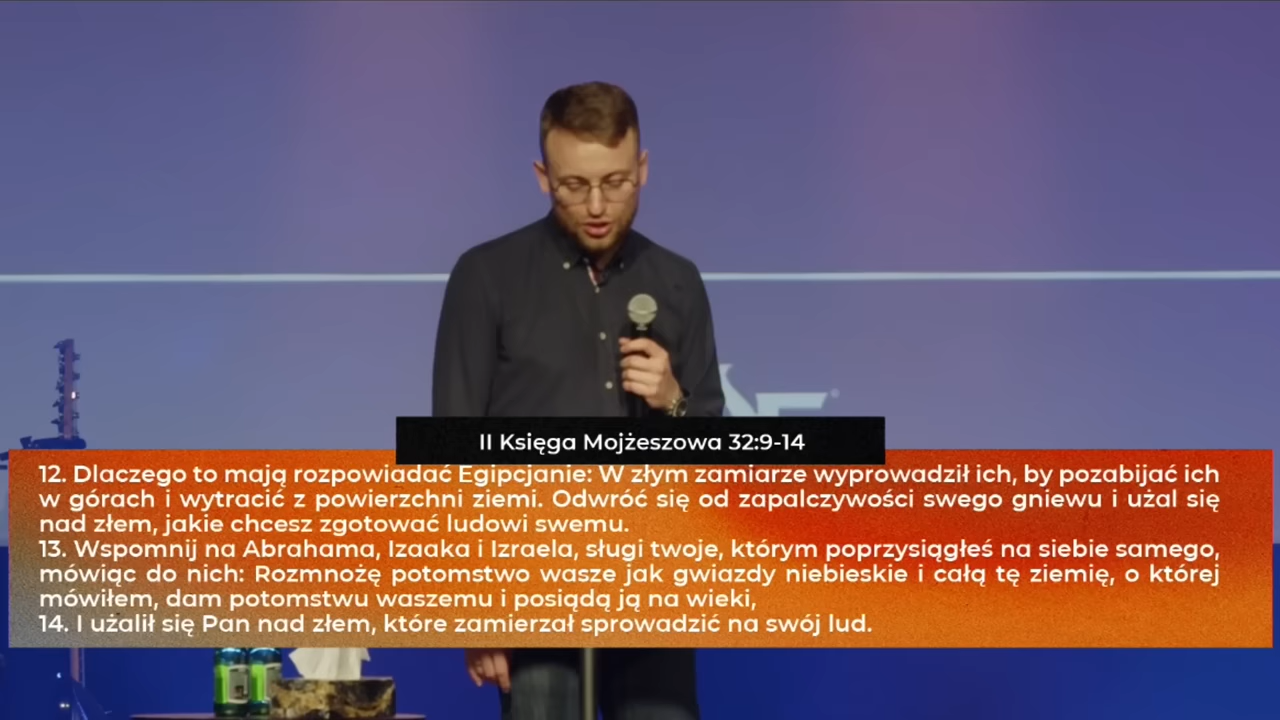 II Księga Mojżeszowa 32:9-14
12. Dlaczego to mają rozpowiadać Egipcjanie: W złym zamiarze wyprowadził ich, by pozabijać ich
w górach i wytracić z powierzchni ziemi. Odwróć się od zapalczywości swego gniewu i użal się
nad złem, jakie chcesz zgotować ludowi swemu.
13. Wspomnij na Abrahama, Izaaka i Izraela, sługi twoje, którym poprzysiągłeś na siebie samego,
mówiąc do nich: Rozmnożę potomstwo wasze jak gwiazdy niebieskie i całą tę ziemię, o której
mówiłem, dam potomstwu waszemu i posiądą ją na wieki,
14. I użalił się Pan nad złem, które zamierzał sprowadzić na swój lud.